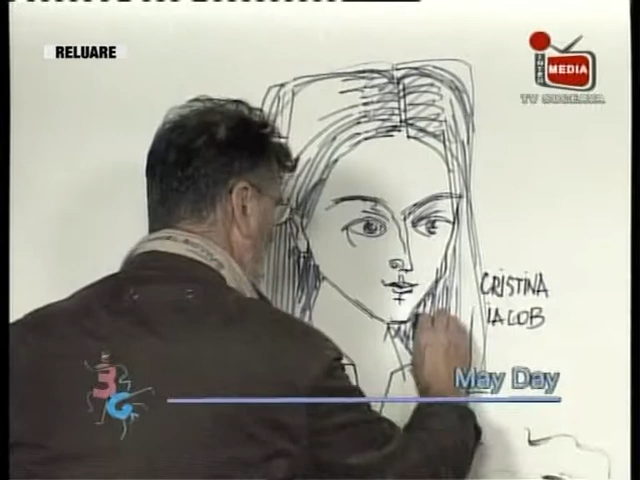 RELUARE
INTER
MEDIA
TV SUCEAVA
CRISTINA
IACOB
May Day
3G